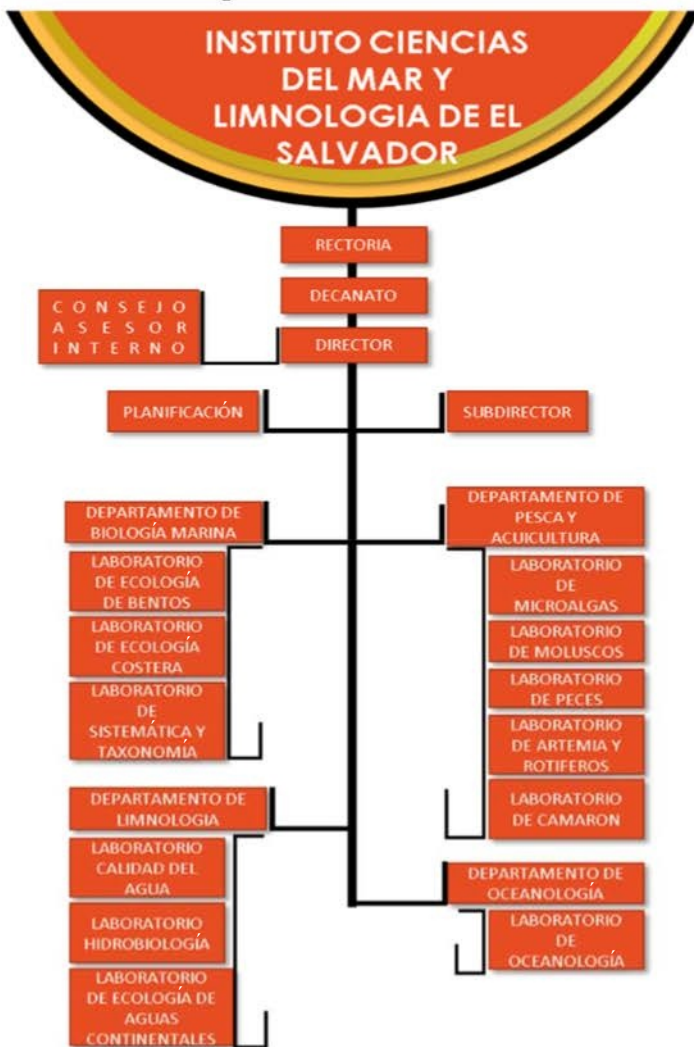 INSTITUTO CIENCIAS
DEL MAR Y
LIMNOLOGIA DE EL
SALVADOR
RECTORIA
DECANATO
CONSEJO
ASESOR
INTERNO
DIRECTOR
PLANIFICACIÓN
SUBDIRECTOR
DEPARTAMENTO DE
BIOLOGÍA MARINA
LABORATORIO
DE ECOLOGÍA
DE BENTOS
LABORATORIO
DE ECOLOGÍA
COSTERA
LABORATORIO
DE
SISTEMÁTICA Y
TAXONOMÍA
DEPARTAMENTO DE
PESCA Y
ACUICULTURA
LABORATORIO
DE
MICROALGAS
LABORATORIO
DE MOLUSCOS
LABORATORIO
DE PECES
LABORATORIO
DE ARTEMIA Y
ROTIFEROS
LABORATORIO
DE CAMARON
DEPARTAMENTO DE
LIMNOLOGIA
LABORATORIO
CALIDAD DEL
AGUA
LABORATORIO
HIDROBIOLOGÍA
LABORATORIO
DE ECOLOGÍA DE
AGUAS
CONTINENTALES
DEPARTAMENTO DE
OCEANOLOGÍA
LABORATORIO
DE
OCEANOLOGÍA